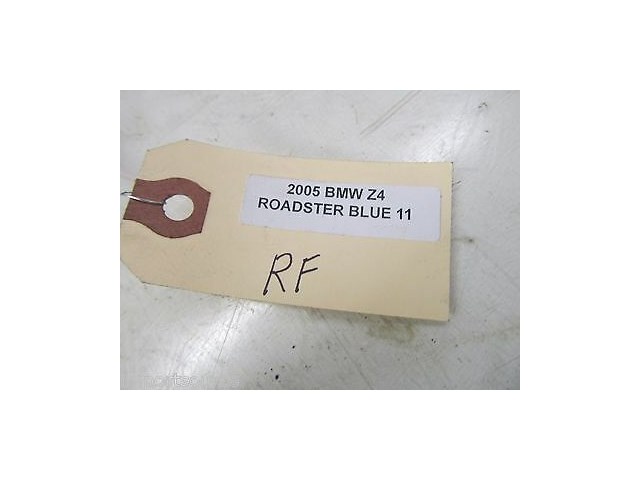 2005 BMW Z4
ROADSTER BLUE 11
RF